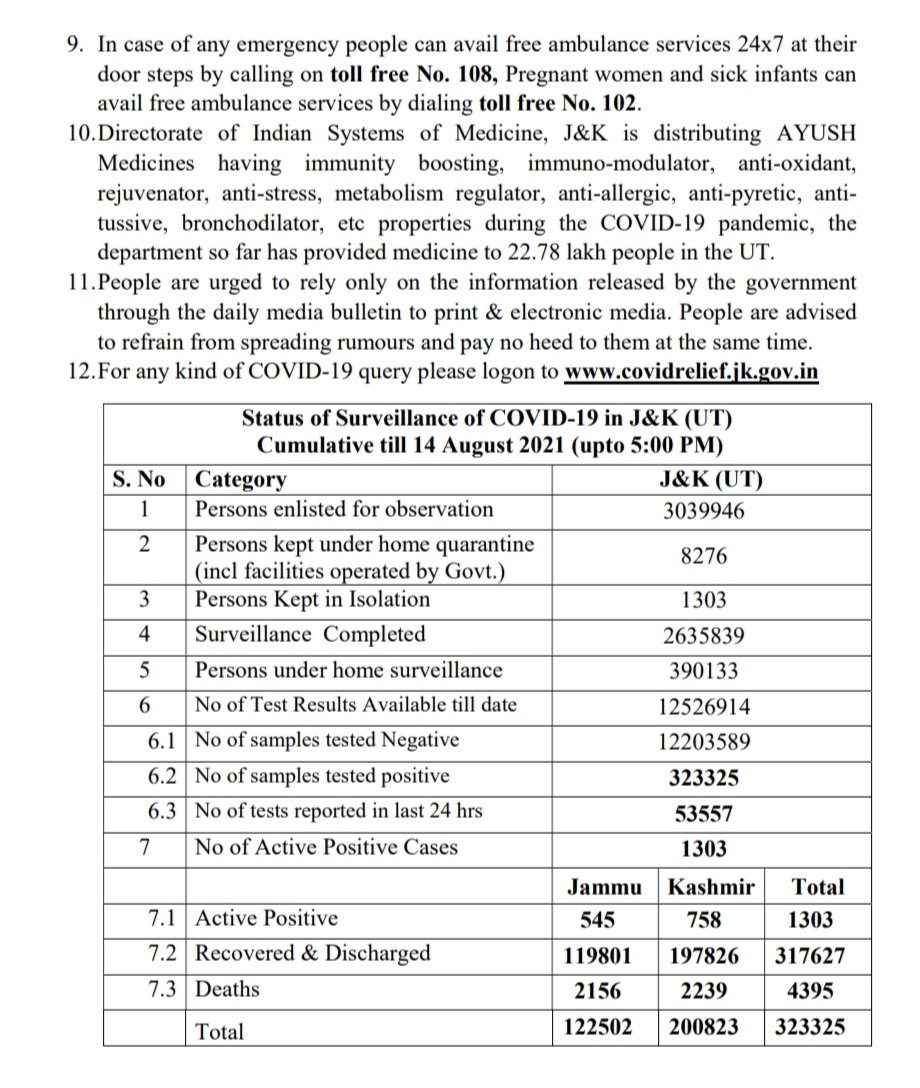 9. In case of any emergency people can avail free ambulance services 24x7 at their
door steps by calling on toll free No. 108, Pregnant women and sick infants can
avail free ambulance services by dialing toll free No. 102.
10.Directorate of Indian Systems of Medicine, J&K is distributing AYUSH
Medicines having immunity boosting, immuno-modulator, anti-oxidant,
rejuvenator, anti-stress, metabolism regulator, anti-allergic, anti-pyretic, anti-
tussive, bronchodilator, etc properties during the COVID-19 pandemic, the
department so far has provided medicine to 22.78 lakh people in the UT.
11.People are urged to rely only on the information released by the government
through the daily media bulletin to print & electronic media. People are advised
to refrain from spreading rumours and pay no heed to them at the same time.
12.For any kind of COVID-19 query please logon to www.covidrelief.jk.gov.in
Status of Surveillance of COVID-19 in J&K (UT)
Cumulative till 14 August 2021 (upto 5:00 PM)
S. No Category J&K (UT)
1 Persons enlisted for observation 3039946
2 Persons kept under home quarantine
(incl facilities operated by Govt.) 8276
3 Persons Kept in Isolation 1303
4 Surveillance Completed 2635839
5 Persons under home surveillance 390133
6 No of Test Results Available till date 12526914
6.1 No of samples tested Negative 12203589
6.2 No of samples tested positive 323325
6.3 No of tests reported in last 24 hrs 53557
7 No of Active Positive Cases 1303
Jammu Kashmir Total
7.1 Active Positive 545 758 1303
7.2 Recovered & Discharged 119801 197826 317627
7.3 Deaths 2156 2239 4395
Total 122502 200823 323325